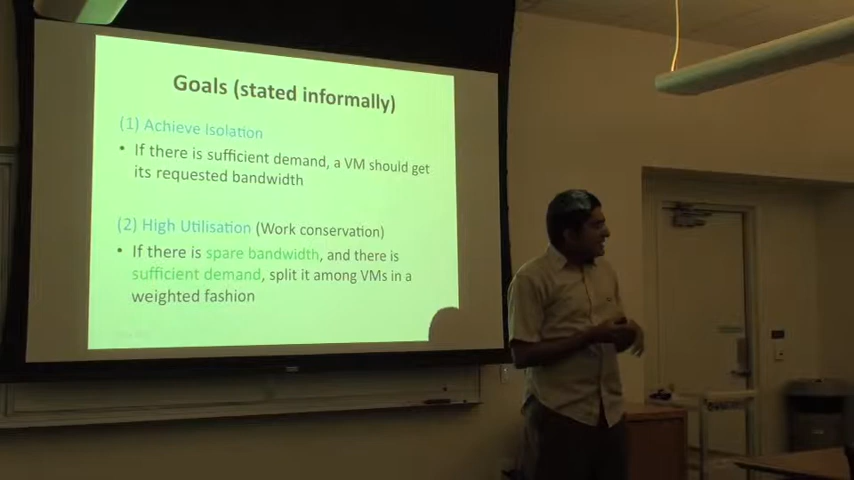 Goals (stated informally)
(1) Achieve Isolation
• If there is sufficient demand, a VM should get
its requested bandwidth
(2) High Utilisation (Work conservation)
• If there is spare bandwidth, and there is
sufficient demand, split it among VMs in a
weighted fashion